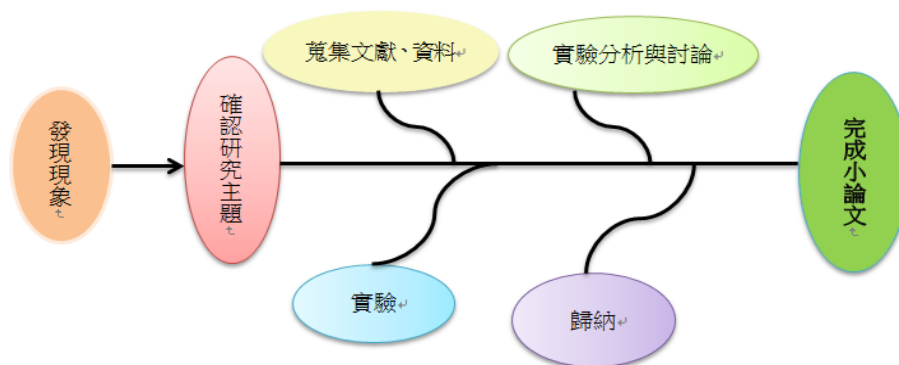 發現現象
確認研究主題
蒐集文獻、資料
實驗
實驗分析與討論
歸納
完成小論文